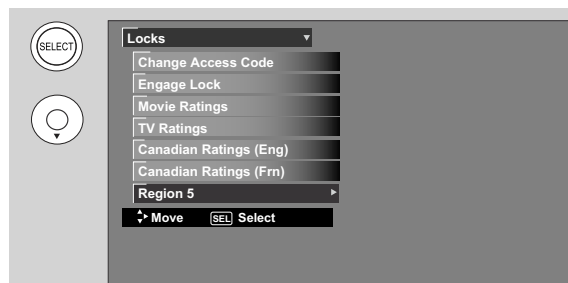 SELECT
Locks
Change Access Code
Engage Lock
Movie Ratings
TV Ratings
Canadian Ratings (Eng)
Canadian Ratings (Frn)
Region 5
Move SEL Select